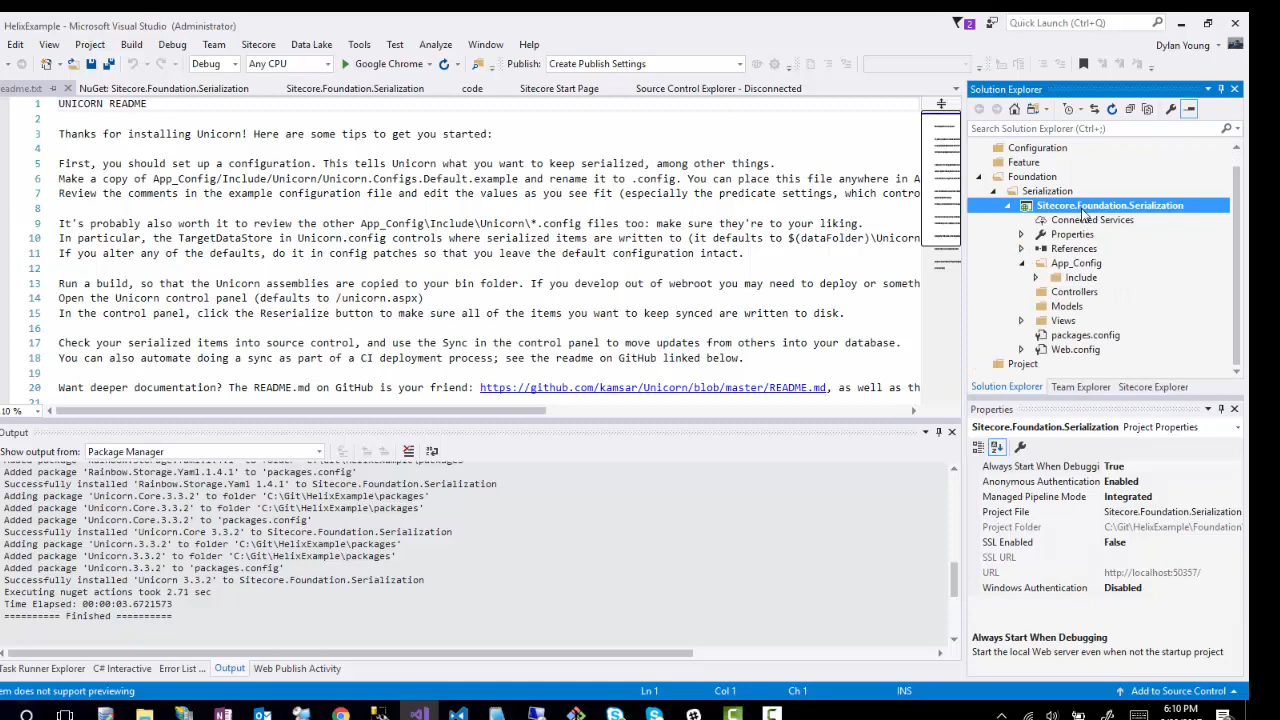 HelixExample - Microsoft Visual Studio (Administrator)
2
Quick Launch (Ctrl+;)
Edit View Project Build Debug Team Sitecore Data Lake Tools Test Analyze Window Help
Dylan Young
Debug Any CPU Google Chrome Publish: Create Publish Settings
readme.txt NuGet: Sitecore.Foundation.Serialization Sitecore.Foundation.Serialization code Sitecore Start Page Source Control Explorer - Disconnected
1 UNICORN README
2
3 Thanks for installing Unicorn! Here are some tips to get you started:
4
5 First, you should set up a configuration. This tells Unicorn what you want to keep serialized, among other things.
6 Make a copy of App_Config/Include/Unicorn/Unicorn.Configs.Default.example and rename it to .config. You can place this file anywhere in A
7 Review the comments in the example configuration file and edit the values as you see fit (especially the predicate settings, which contro
8
9 It's probably also worth it to review the other App_Config\Include\Unicorn\*.config files too: make sure they're to your liking.
10 In particular, the TargetDataStore in Unicorn.config controls where serialized items are written to (it defaults to $(dataFolder)\Unicorn
11 If you alter any of the defaults, do it in config patches so that you leave the default configuration intact.
12
13 Run a build, so that the Unicorn assemblies are copied to your bin folder. If you develop out of webroot you may need to deploy or someth
14 Open the Unicorn control panel (defaults to /unicorn.aspx)
15 In the control panel, click the Reserialize button to make sure all of the items you want to keep synced are written to disk.
16
17 Check your serialized items into source control, and use the Sync in the control panel to move updates from others into your database.
18 You can also automate doing a sync as part of a CI deployment process; see the readme on GitHub linked below.
19
20 Want deeper documentation? The README.md on GitHub is your friend: https://github.com/kamsar/Unicorn/blob/master/README.md, as well as th
21
10 %
Output
Show output from: Package Manager
Added package 'Rainbow.Storage.Yaml.1.4.1' to 'packages.config'
Successfully installed 'Rainbow.Storage.Yaml 1.4.1' to Sitecore.Foundation.Serialization
Adding package 'Unicorn.Core.3.3.2' to folder 'C:\Git\HelixExample\packages'
Added package 'Unicorn.Core.3.3.2' to folder 'C:\Git\HelixExample\packages'
Added package 'Unicorn.Core.3.3.2' to 'packages.config'
Successfully installed 'Unicorn.Core 3.3.2' to Sitecore.Foundation.Serialization
Adding package 'Unicorn.3.3.2' to folder 'C:\Git\HelixExample\packages'
Added package 'Unicorn.3.3.2' to folder 'C:\Git\HelixExample\packages'
Added package 'Unicorn.3.3.2' to 'packages.config'
Successfully installed 'Unicorn 3.3.2' to Sitecore.Foundation.Serialization
Executing nuget actions took 2.71 sec
Time Elapsed: 00:00:03.6721573
========== Finished ==========
Task Runner Explorer C# Interactive Error List ... Output Web Publish Activity
Solution Explorer
Search Solution Explorer (Ctrl+;)
Configuration
Feature
Foundation
Serialization
Sitecore.Foundation.Serialization
Connected Services
Properties
References
App_Config
Include
Controllers
Models
Views
packages.config
Web.config
Project
Solution Explorer Team Explorer Sitecore Explorer
Properties
Sitecore.Foundation.Serialization Project Properties
Always Start When Debuggi True
Anonymous Authentication Enabled
Managed Pipeline Mode Integrated
Project File Sitecore.Foundation.Serialization
Project Folder C:\Git\HelixExample\Foundation\
SSL Enabled False
SSL URL
URL http://localhost:50357/
Windows Authentication Disabled
Always Start When Debugging
Start the local Web server even when not the startup project
em does not support previewing Ln 1 Col 1 Ch 1 INS Add to Source Control
6:10 PM